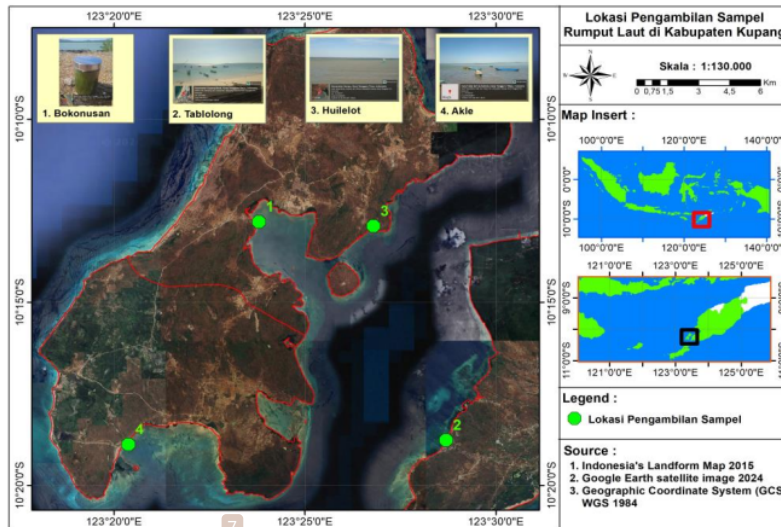 123°20'0"E 123°25'0"E 123°30'0"E
10°10'0"S
10°15'0"S
10°20'0"S
1. Bokonusan
2. Tablolong
3. Huilelot
4. Akle
1
3
4
2
10°10'0"S
10°15'0"S
10°20'0"S
123°20'0"E 123°25'0"E 123°30'0"E
7
Lokasi Pengambilan Sampel
Rumput Laut di Kabupaten Kupang
N
Skala : 1:130.000
0 0,75 1,5 3 4,5 6
Km
Map Insert :
100°0'0"E 120°0'0"E 140°0'
0°0'0"
10°0'0"S
100°0'0"E 120°0'0"E 140°0'
121°0'0"E 123°0'0"E 125°0'0"E
9°0'0"S
11°0'0"S
121°0'0"E 123°0'0"E 125°0'0"E
Legend :
Lokasi Pengambilan Sampel
Source :
1. Indonesia's Landform Map 2015
2. Google Earth satellite image 2024
3. Geographic Coordinate System (GCS
WGS 1984